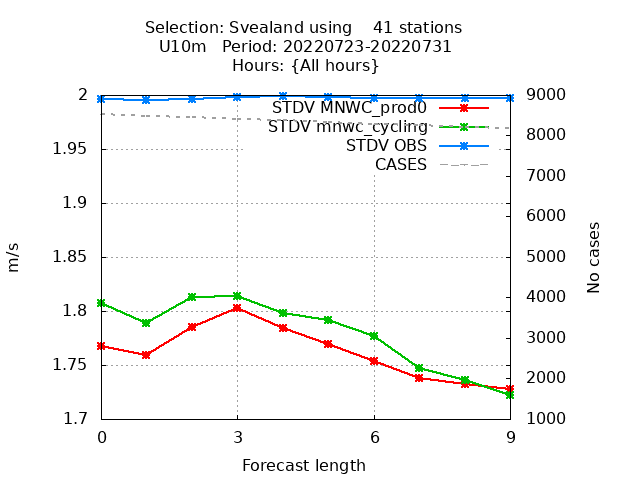 Selection: Svealand using    41 stations
U10m   Period: 20220723-20220731
Hours: {All hours}
2
1.95
1.9
1.85
1.8
1.75
1.7
m/s
STDV MNWC_prod0
STDV mnwc_cycling
STDV OBS
CASES
9000
8000
7000
6000
5000
4000
3000
2000
1000
No cases
0 3 6 9
Forecast length